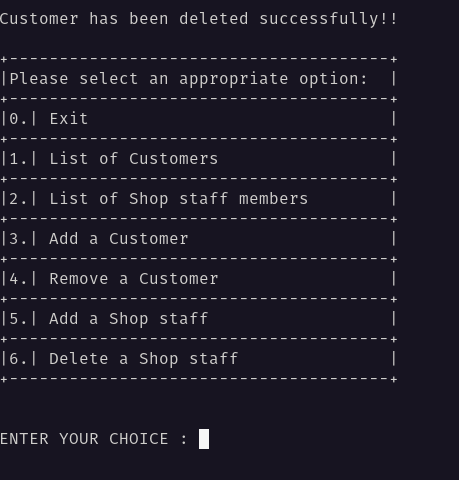 Customer has been deleted successfully!!
+--------------------------------------+
|Please select an appropriate option:  |
+--------------------------------------+
|0.| Exit                              |
+--------------------------------------+
|1.| List of Customers                 |
+--------------------------------------+
|2.| List of Shop staff members        |
+--------------------------------------+
|3.| Add a Customer                    |
+--------------------------------------+
|4.| Remove a Customer                 |
+--------------------------------------+
|5.| Add a Shop staff                  |
+--------------------------------------+
|6.| Delete a Shop staff               |
+--------------------------------------+
ENTER YOUR CHOICE :